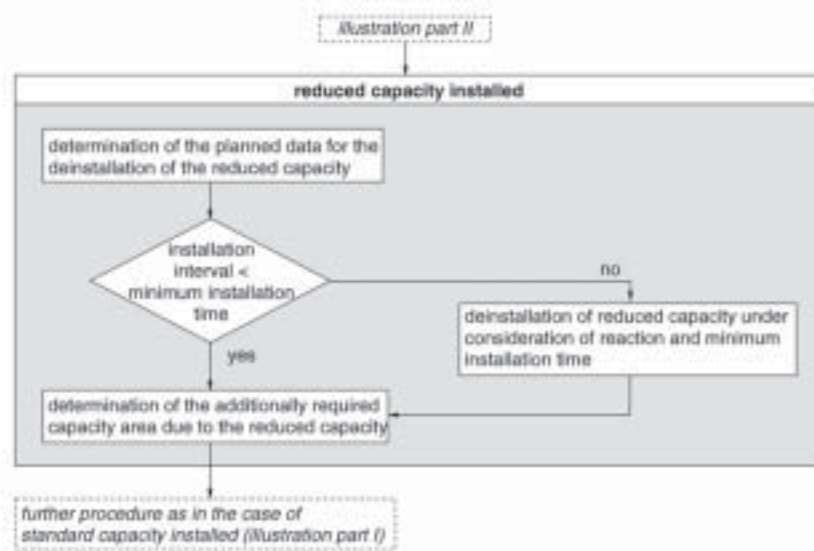 illustration part II
reduced capacity installed
determination of the planned data for the
deinstallation of the reduced capacity
installation
interval <
minimum installation
time
no
deinstallation of reduced capacity under
consideration of reaction and minimum
installation time
yes
determination of the additionally required
capacity area due to the reduced capacity
further procedure as in the case of
standard capacity installed (illustration part I)